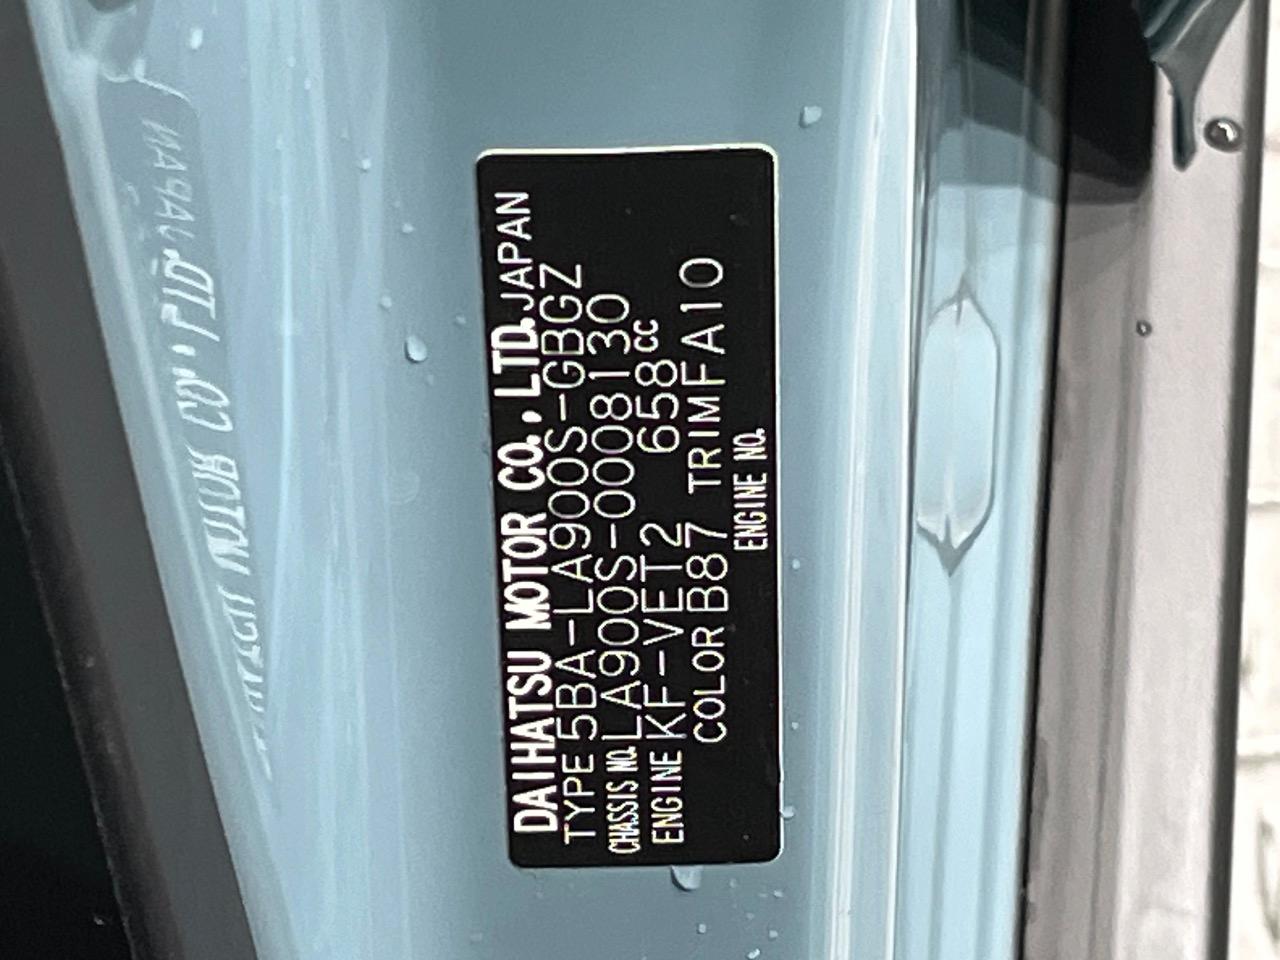 DAIHATSU MOTOR CO., LTD. JAPAN
TYPE 5BA-LA900S-GBGZ
CHASSIS NO. LA900S-0008130
ENGINE KF-VET2 658cc
COLOR B87 TRIM FA10
ENGINE NO.